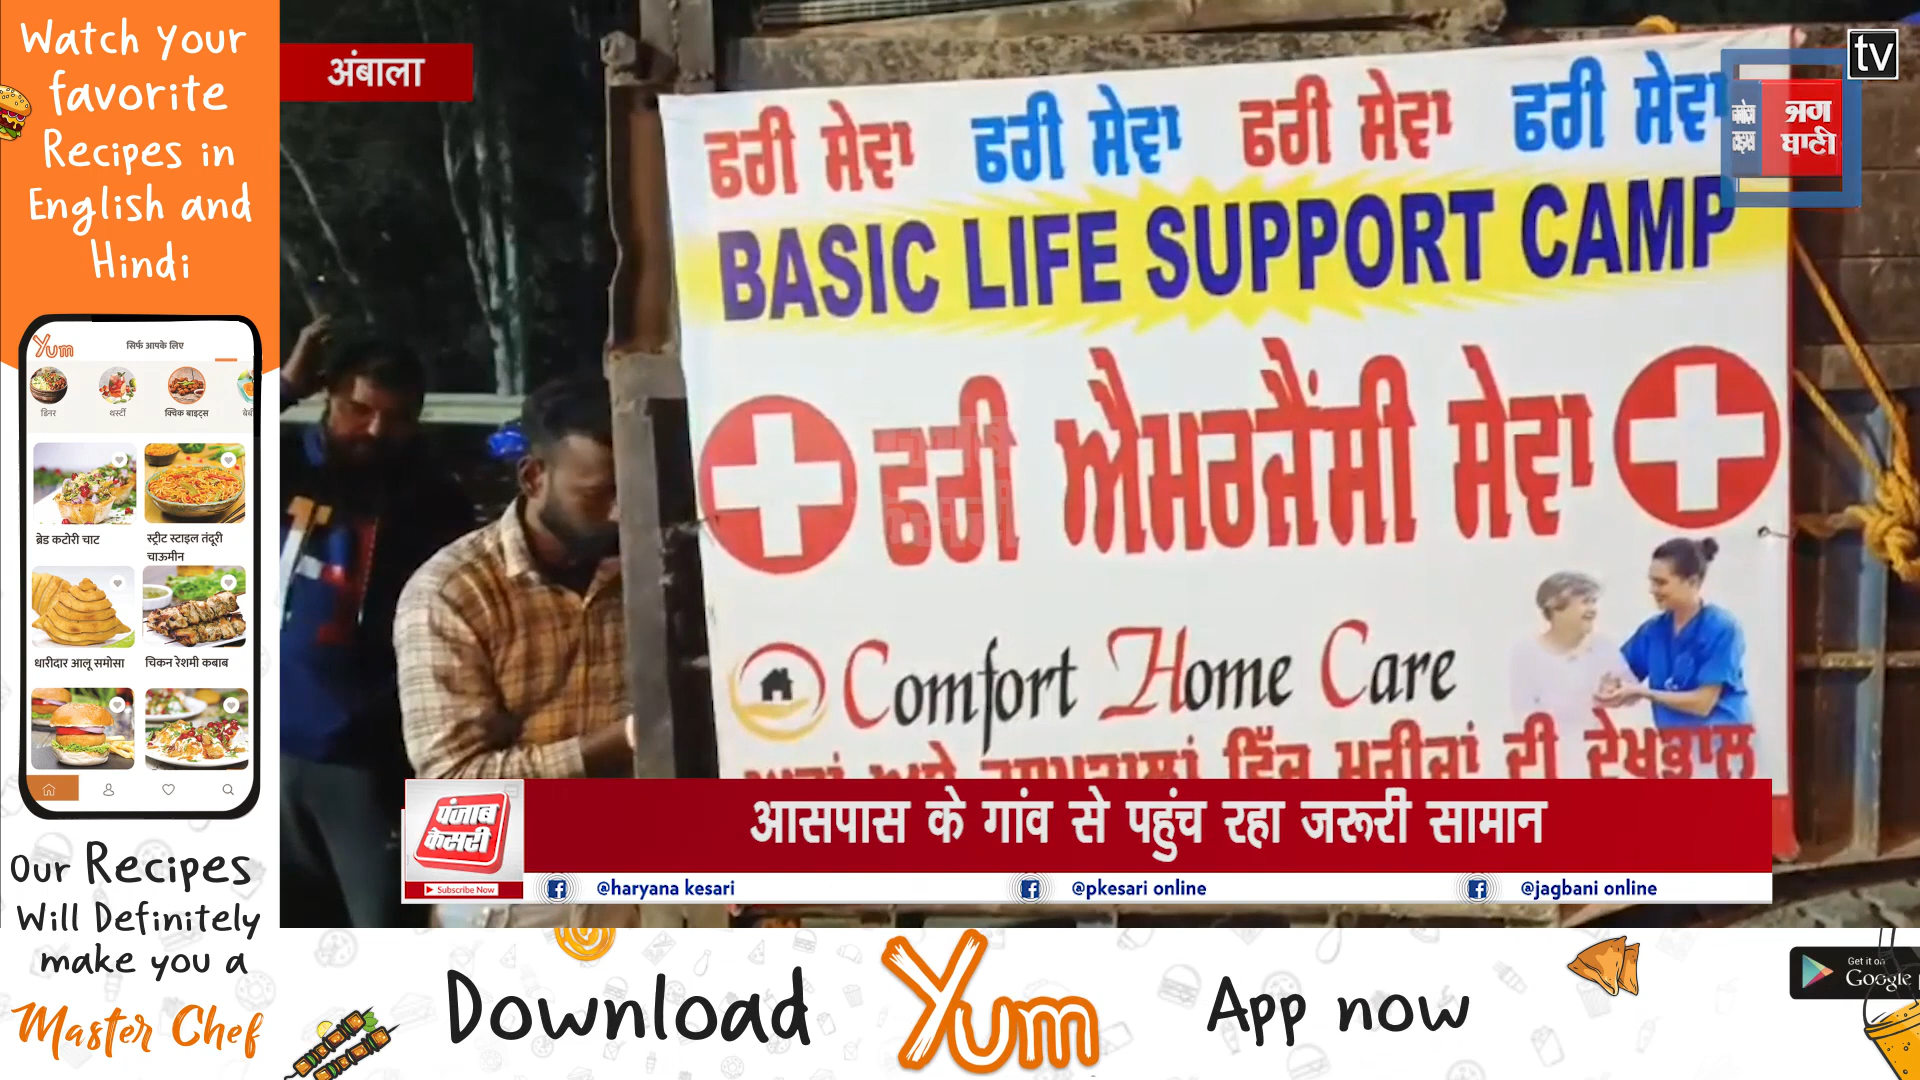 Watch your
favorite
Recipes in
English and
Hindi
Yum
सिर्फ आपके लिए
डिनर
थर्स्टी
क्विक बाइट्स
ब्रेड कटोरी चाट
स्ट्रीट स्टाइल तंदूरी
चाऊमीन
धारीदार आलू समोसा
चिकन रेशमी कबाब
Our Recipes
Will Definitely
make you a
Master Chef
अंबाला
tv
ਜਗ
ਬਾਣੀ
ਫਰੀ ਸੇਵਾ ਫਰੀ ਸੇਵਾ ਫਰੀ ਸੇਵਾ ਫਰੀ ਸੇਵਾ
BASIC LIFE SUPPORT CAMP
ਫਰੀ ਐਮਰਜੈਂਸੀ ਸੇਵਾ
Comfort Home Care
ਵਿੱਚ ਮਰੀਜਾਂ ਦੀ ਦੇਖਭਾਲ
पंजाब
केसरी
Subscribe Now
आसपास के गांव से पहुंच रहा जरूरी सामान
@haryana kesari
@pkesari online
@jagbani online
Download Yum App now
Get it on
Google